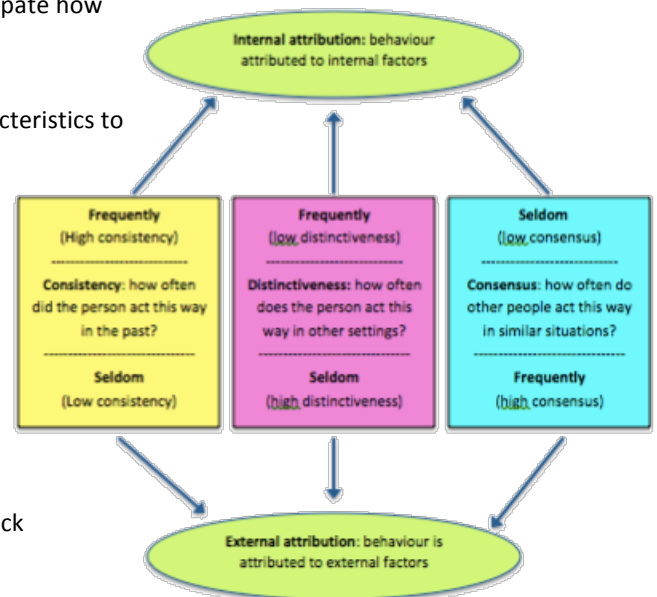 pate how
Internal attribution: behaviour
attributed to internal factors
cteristics to
Frequently
(High consistency)
Consistency: how often
did the person act this way
in the past?
Seldom
(Low consistency)
Frequently
(low distinctiveness)
Distinctiveness: how often
does the person act this
way in other settings?
Seldom
(high distinctiveness)
Seldom
(low consensus)
Consensus: how often do
other people act this way
in similar situations?
Frequently
(high consensus)
ck
External attribution: behaviour is
attributed to external factors